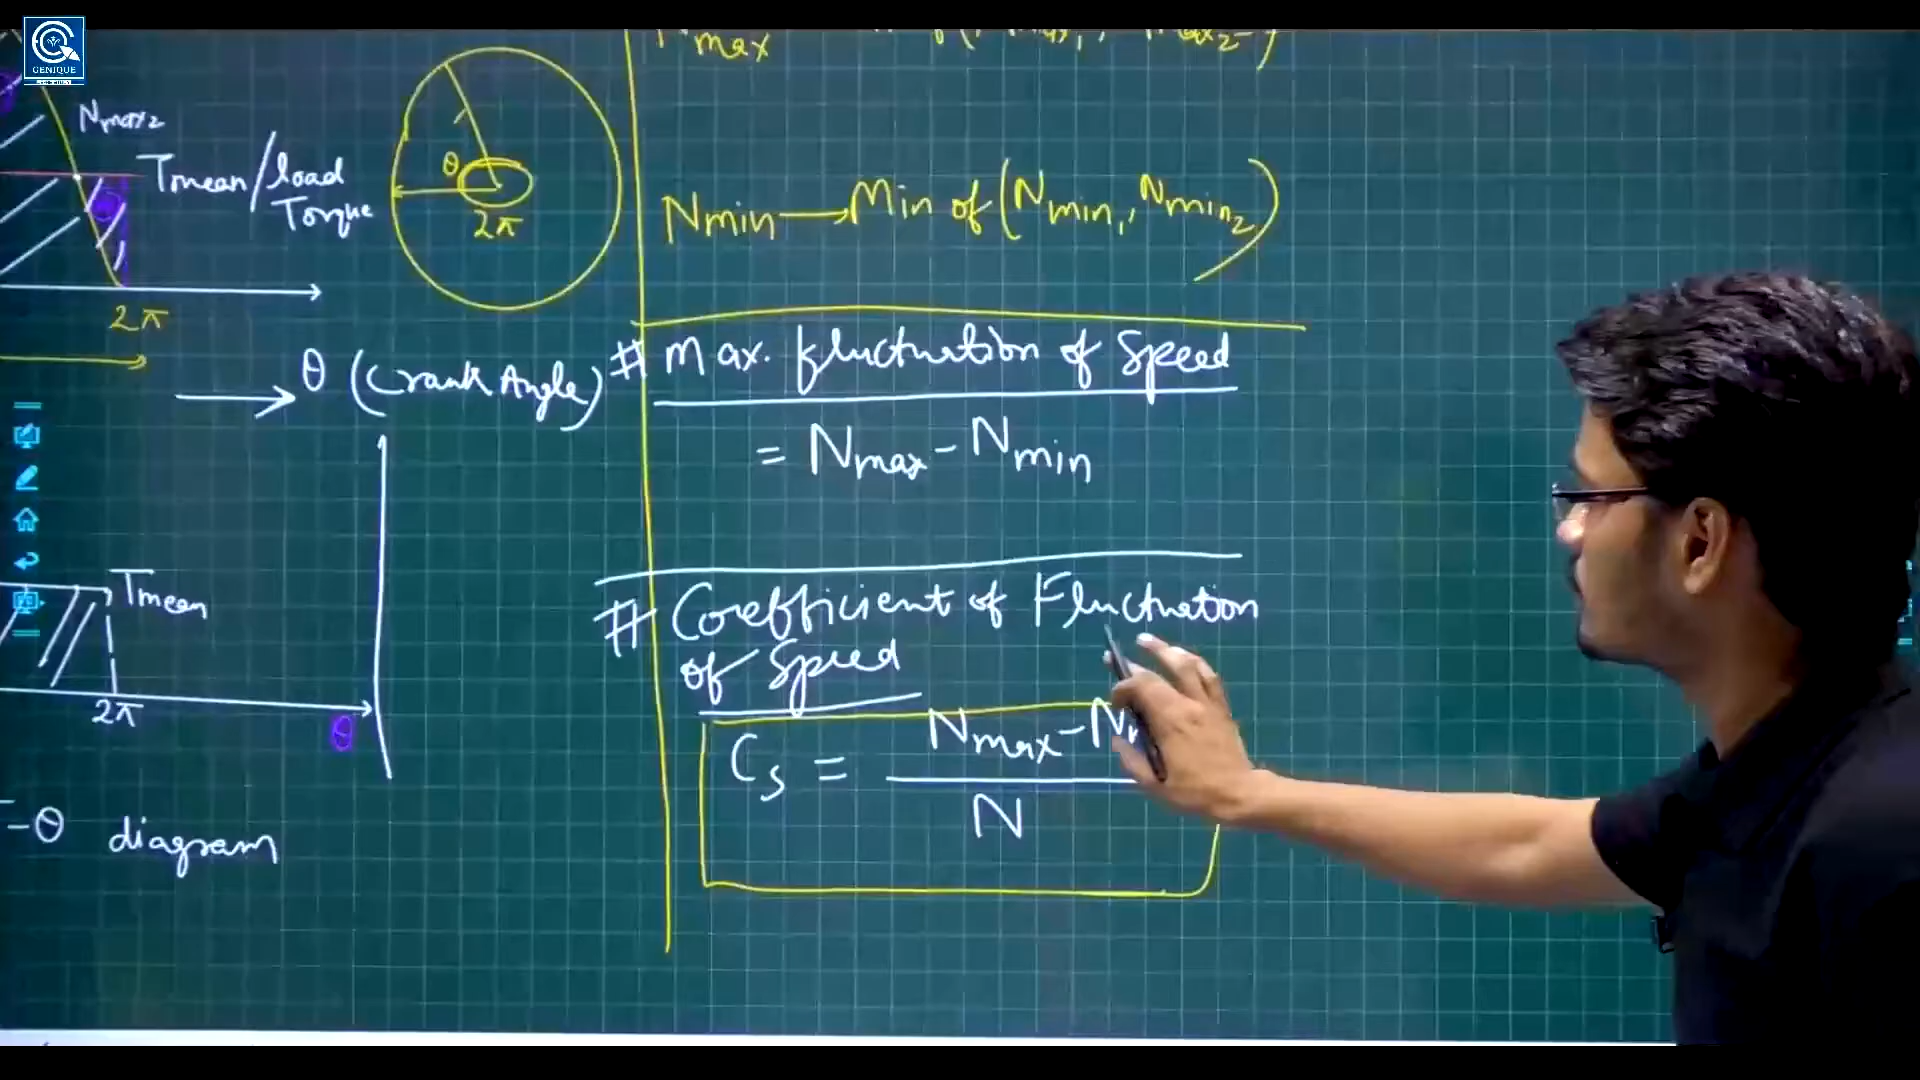 GENIQUE
Nmax2
Tmean/load
Torque
2π
θ
2π
θ (Crank Angle)
Tmean
2π
θ
-θ diagram
max
Nmin → Min of (Nmin1, Nmin2)
# Max. fluctuation of Speed
= Nmax - Nmin
# Coefficient of Fluctuation
of Speed
Cs = Nmax - N
N